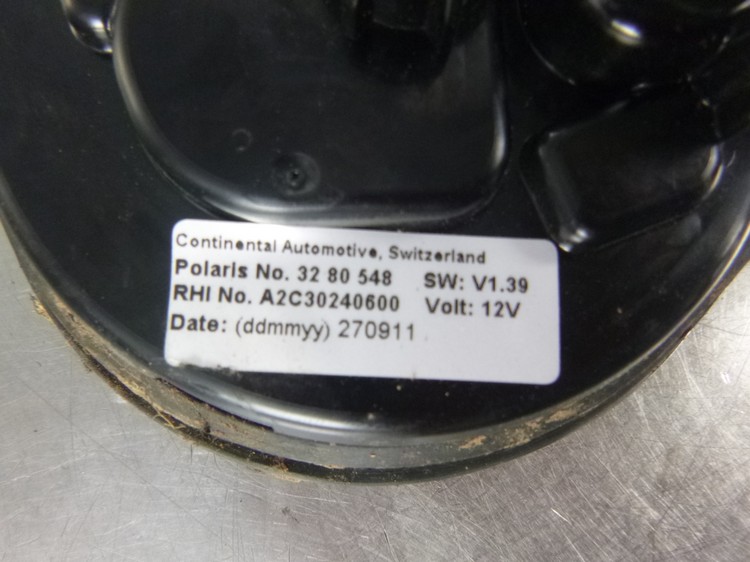 Continental Automotive, Switzerland
Polaris No. 32 80 548 SW: V1.39
RHI No. A2C30240600 Volt: 12V
Date: (ddmmyy) 270911